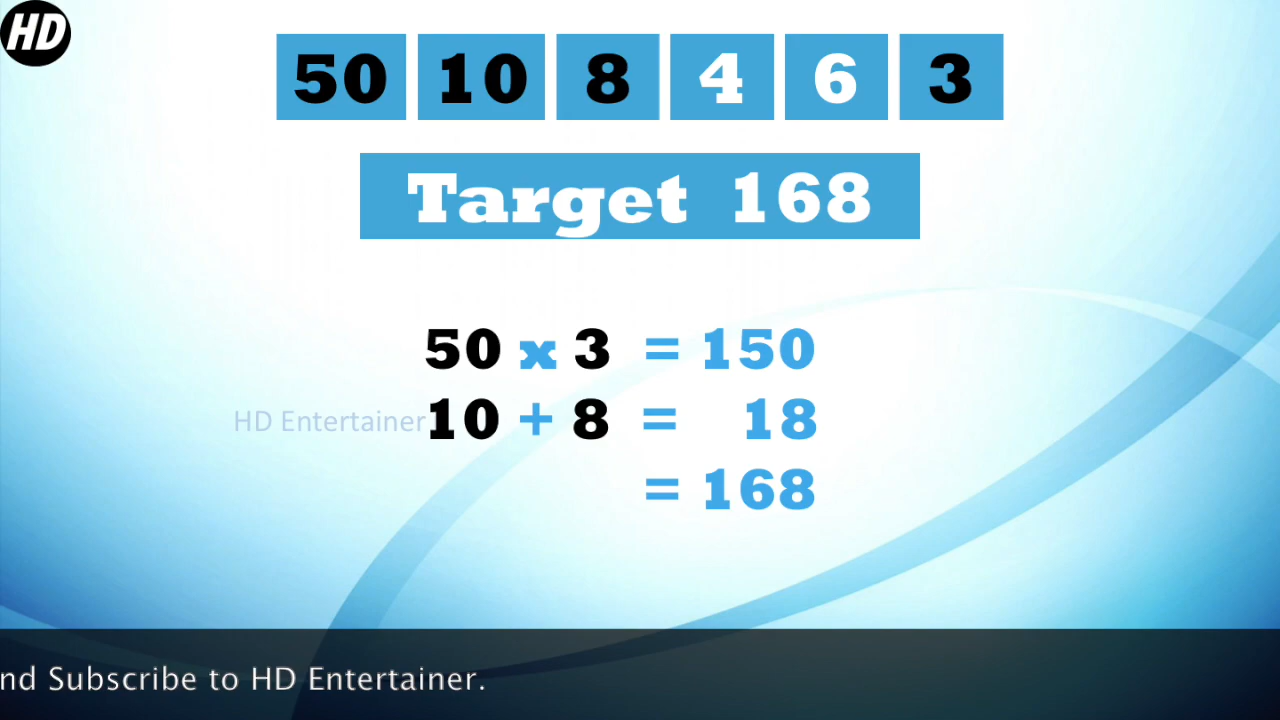 HD
50 10 8 4 6 3
Target 168
50 x 3 = 150
HD Entertainer
10 + 8 = 18
= 168
nd Subscribe to HD Entertainer.